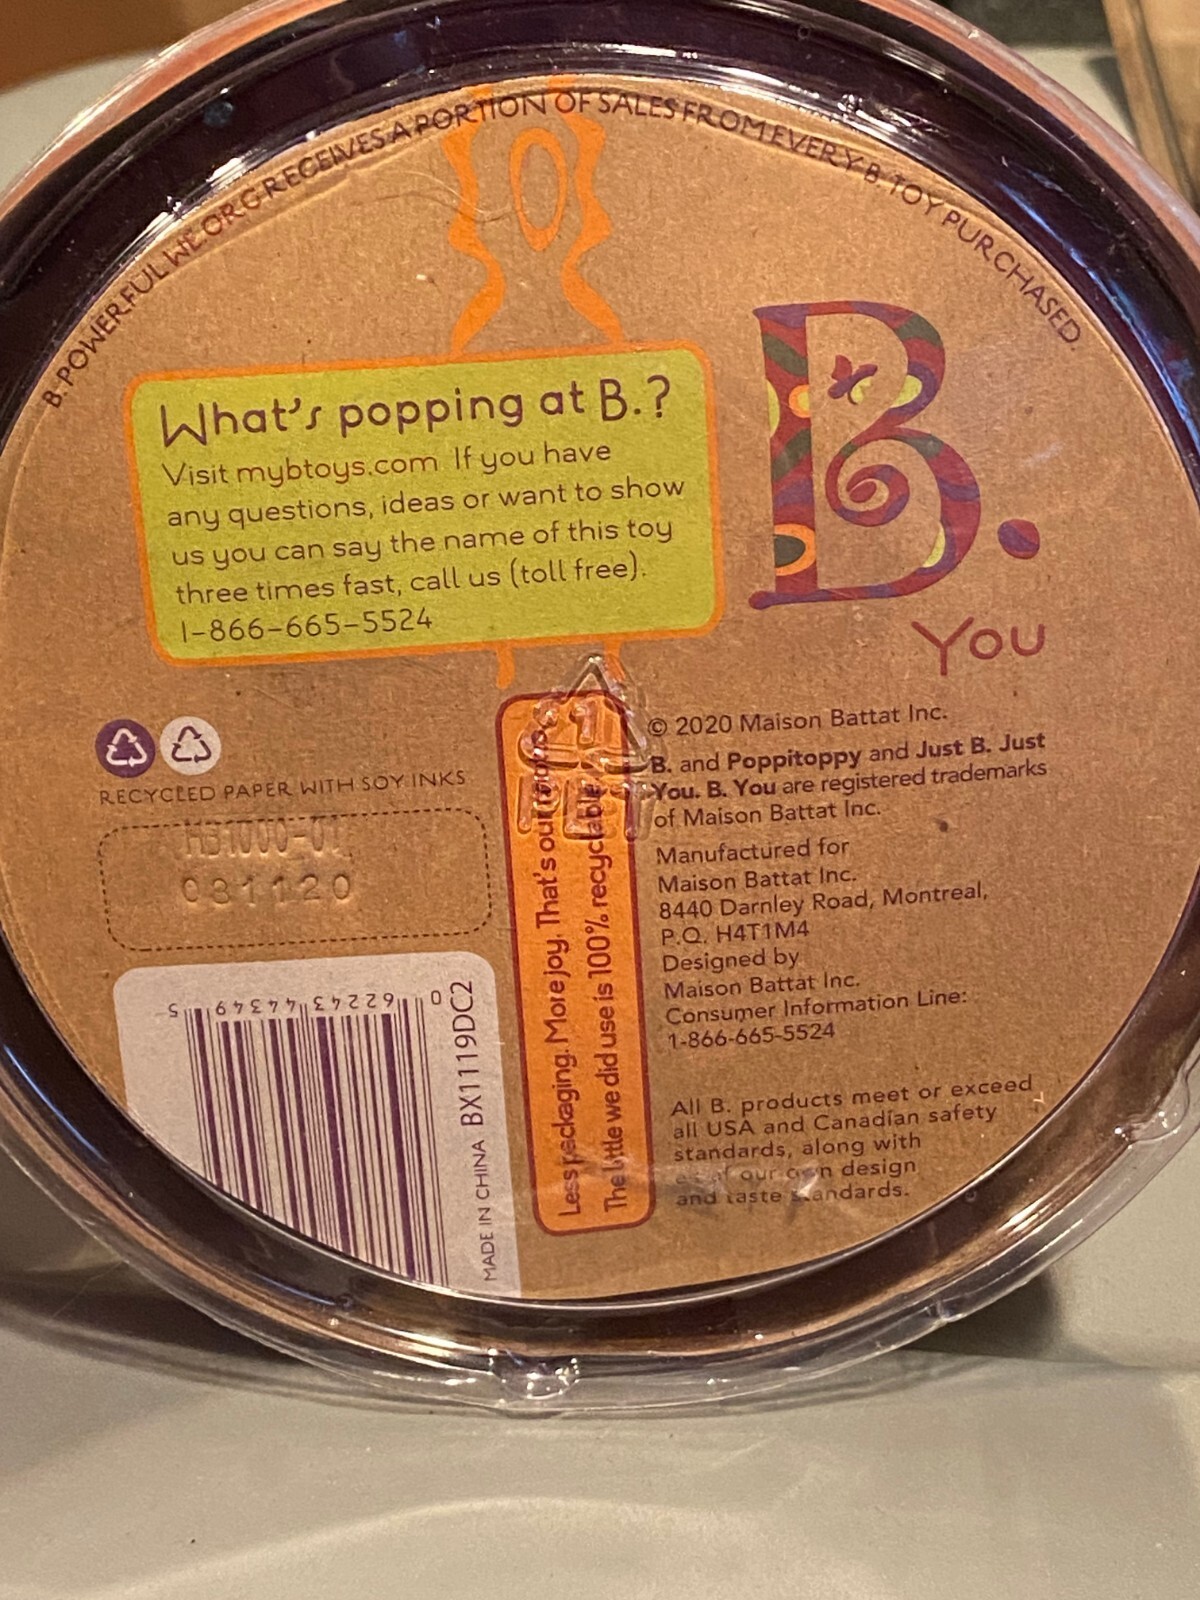 B. POWERFUL WE.ORG RECEIVES A PORTION OF SALES FROM EVERY B. TOY PURCHASED.
What's popping at B.?
Visit mybtoys.com If you have
any questions, ideas or want to show
us you can say the name of this toy
three times fast, call us (toll free).
1-866-665-5524
B.
You
RECYCLED PAPER WITH SOY INKS
HB1000-01
031120
1
PET
Less packaging. More joy. That's our
The little we did use is 100% recyclable
© 2020 Maison Battat Inc.
B. and Poppitoppy and Just B. Just
You. B. You are registered trademarks
of Maison Battat Inc.
Manufactured for
Maison Battat Inc.
8440 Darnley Road, Montreal,
P.Q. H4T1M4
Designed by
Maison Battat Inc.
Consumer Information Line:
1-866-665-5524
All B. products meet or exceed
all USA and Canadian safety
standards, along with
our own design
and taste standards.
0 62243 44349 5
MADE IN CHINA BX1119DC2